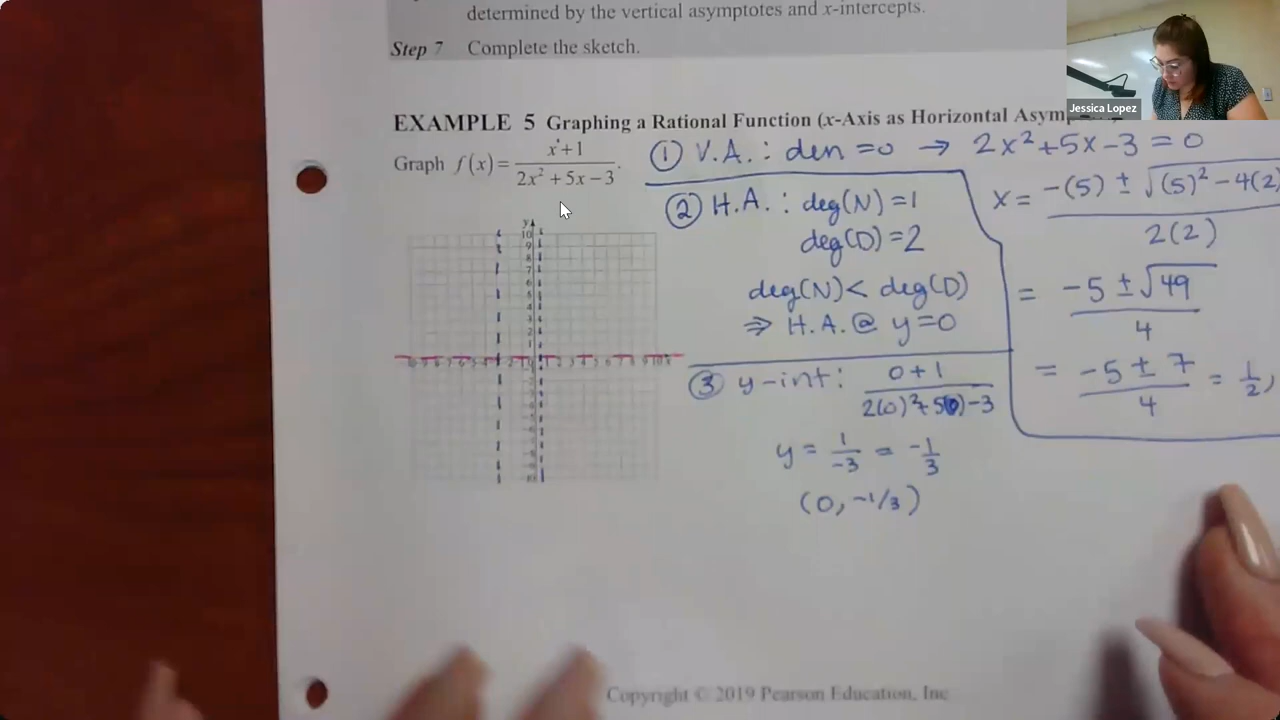 determined by the vertical asymptotes and x-intercepts.
Step 7 Complete the sketch.
Jessica Lopez
EXAMPLE 5 Graphing a Rational Function (x-Axis as Horizontal
Graph f(x) = x+1 / 2x² + 5x − 3.
① V.A.: den = 0 → 2x²+5x−3 = 0
x = −(5) ± √(5)² − 4(2) / 2(2)
= −5 ± √49 / 4
= −5 ± 7 / 4 = 1/2,
② H.A.: deg(N) = 1
deg(D) = 2
deg(N) < deg(D)
⇒ H.A. @ y=0
③ y-int: 0+1 / 2(0)²+5(0)−3
y = 1/−3 = −1/3
(0, −1/3)
Copyright © 2019 Pearson Education, Inc